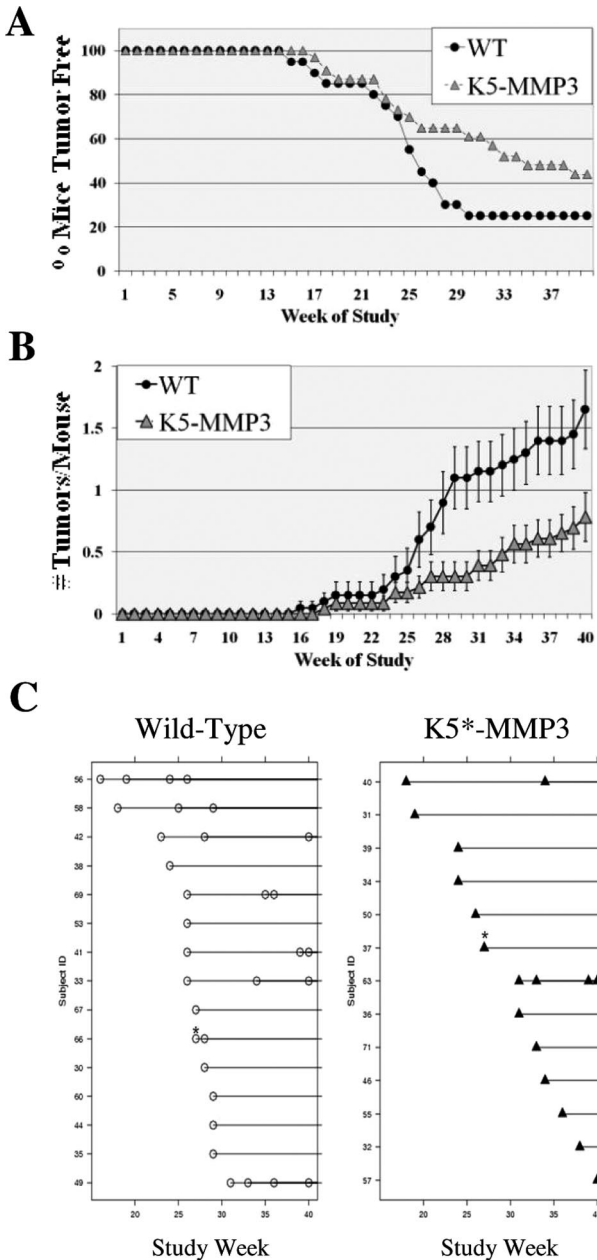 A
% Mice Tumor Free
100
80
60
40
20
0
WT
K5-MMP3
1 5 9 13 17 21 25 29 33 37
Week of Study
B
#Tumors/Mouse
2
1.5
1
0.5
0
WT
K5-MMP3
1 4 7 10 13 16 19 22 25 28 31 34 37 40
Week of Study
C
Wild-Type
Subject ID
56
58
42
38
69
53
41
33
67
*
66
30
60
44
35
49
20 25 30 35 40
Study Week
K5*-MMP3
40
31
39
34
50
*
37
63
36
71
46
55
32
57
20 25 30 35 40
Study Week